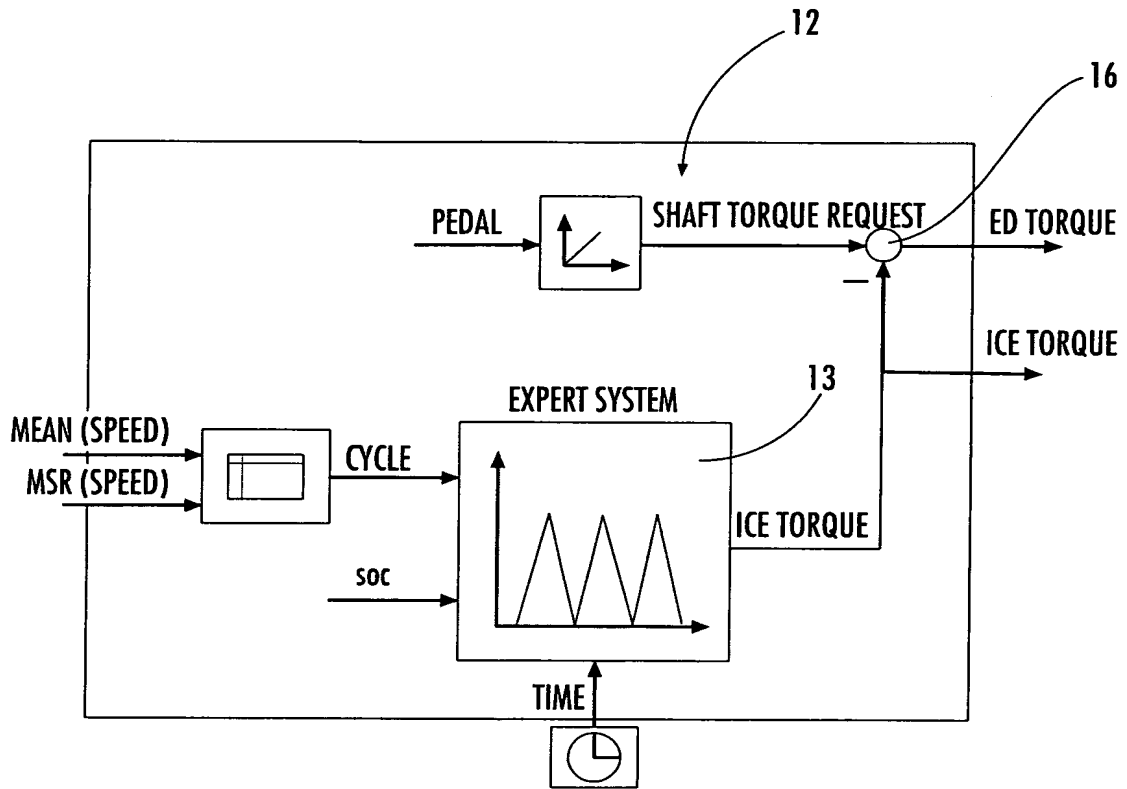 12
16
PEDAL
SHAFT TORQUE REQUEST
ED TORQUE
—
ICE TORQUE
13
EXPERT SYSTEM
MEAN (SPEED)
CYCLE
MSR (SPEED)
ICE TORQUE
SOC
TIME